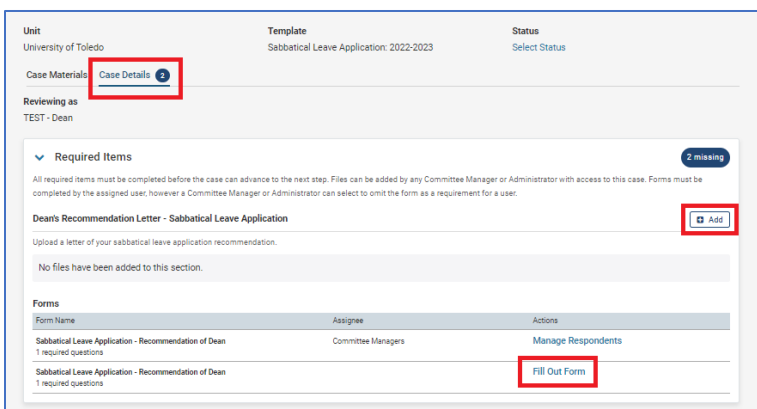 Unit Template Status
University of Toledo Sabbatical Leave Application: 2022-2023 Select Status
Case Materials Case Details 2
Reviewing as
TEST - Dean
Required Items 2 missing
All required items must be completed before the case can advance to the next step. Files can be added by any Committee Manager or Administrator with access to this case. Forms must be
completed by the assigned user, however a Committee Manager or Administrator can select to omit the form as a requirement for a user.
Dean's Recommendation Letter - Sabbatical Leave Application Add
Upload a letter of your sabbatical leave application recommendation.
No files have been added to this section.
Forms
Form Name Assignee Actions
Sabbatical Leave Application - Recommendation of Dean Committee Managers Manage Respondents
1 required questions
Sabbatical Leave Application - Recommendation of Dean Fill Out Form
1 required questions